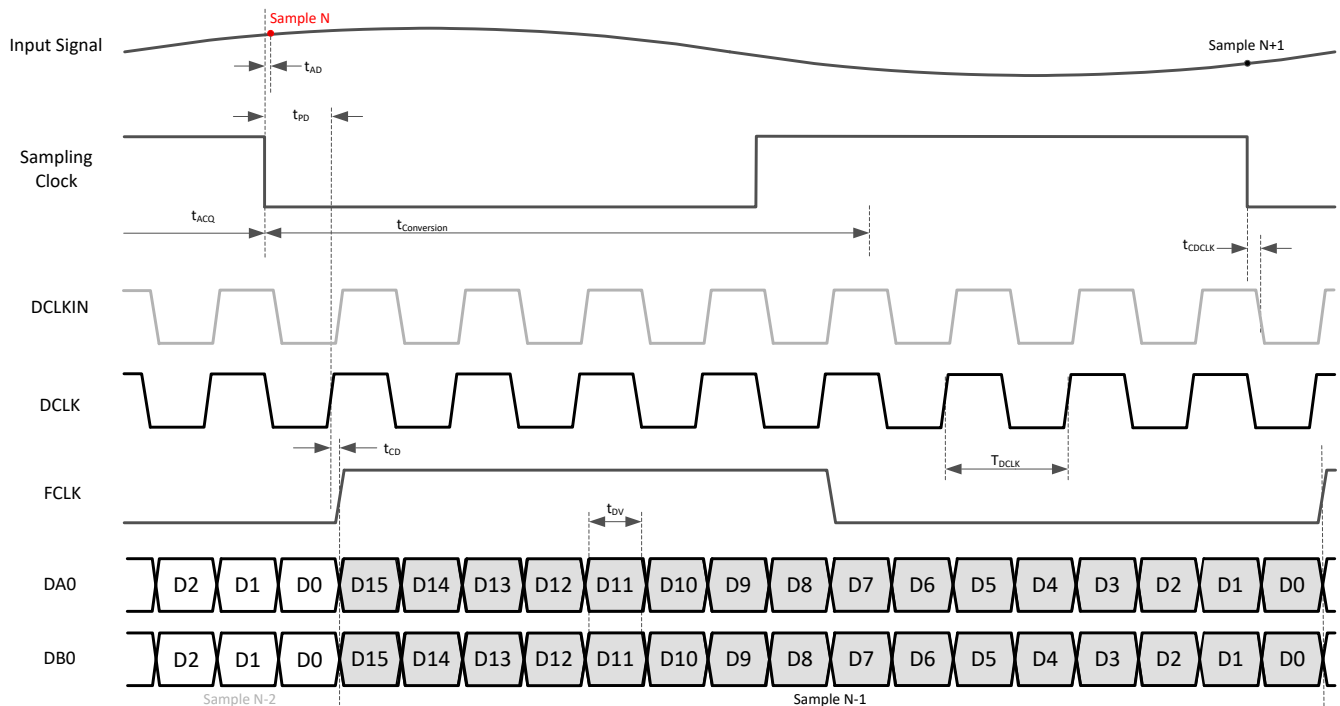 Sample N
Input Signal
Sample N+1
tAD
tPD
Sampling
Clock
tACQ
tConversion
tCDCLK
DCLKIN
DCLK
tCD
TDCLK
FCLK
tDV
DA0
D2 D1 D0 D15 D14 D13 D12 D11 D10 D9 D8 D7 D6 D5 D4 D3 D2 D1 D0
DB0
D2 D1 D0 D15 D14 D13 D12 D11 D10 D9 D8 D7 D6 D5 D4 D3 D2 D1 D0
Sample N-2
Sample N-1